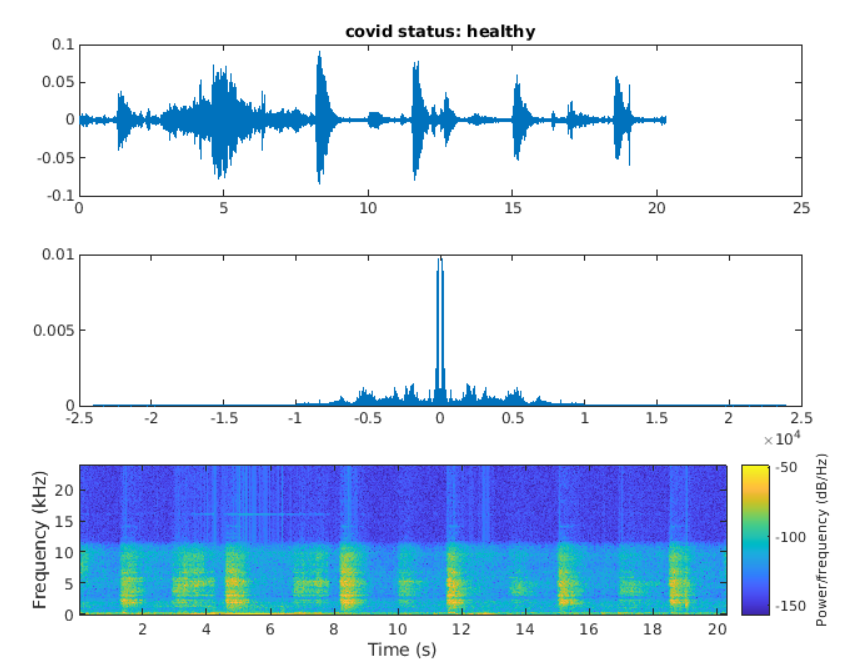 covid status: healthy
0.1
0.05
0
-0.05
-0.1
0 5 10 15 20 25
0.01
0.005
0
-2.5 -2 -1.5 -1 -0.5 0 0.5 1 1.5 2 2.5
×10⁴
Frequency (kHz)
20
15
10
5
0
2 4 6 8 10 12 14 16 18 20
Time (s)
-50
-100
-150
Power/frequency (dB/Hz)